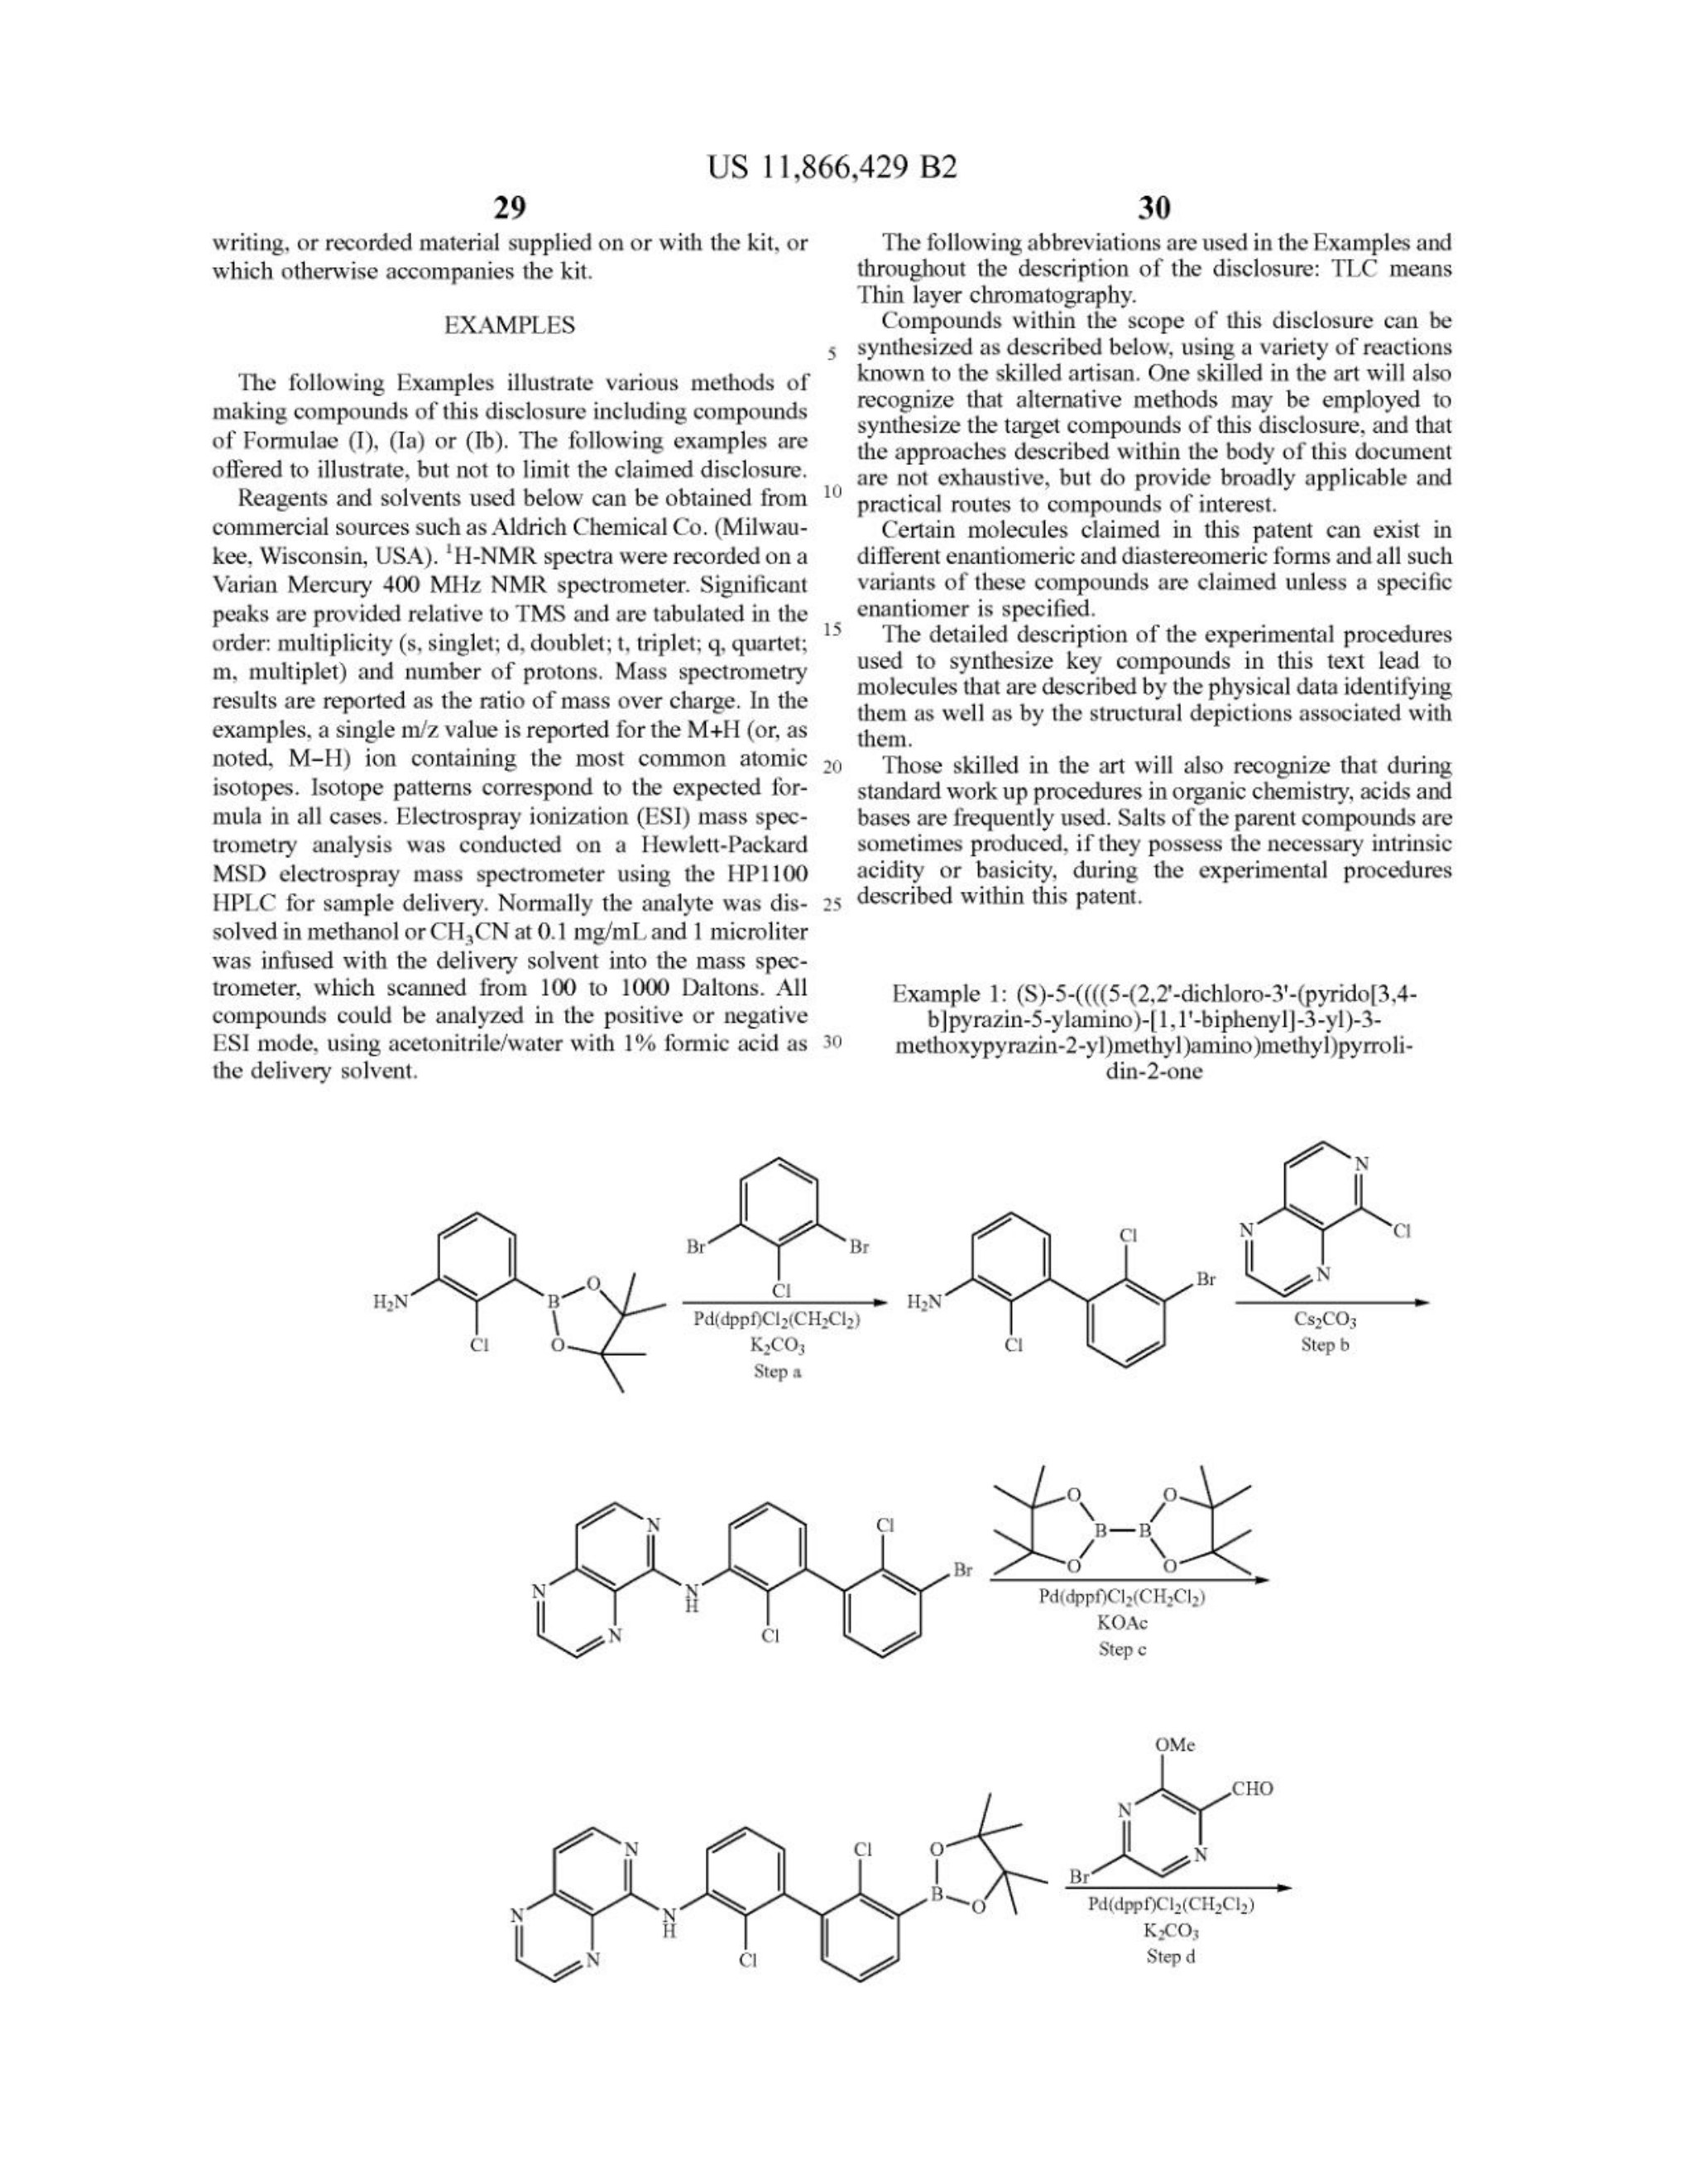 US 11,866,429 B2
29
writing, or recorded material supplied on or with the kit, or
which otherwise accompanies the kit.
EXAMPLES
The following Examples illustrate various methods of
making compounds of this disclosure including compounds
of Formulae (I), (Ia) or (Ib). The following examples are
offered to illustrate, but not to limit the claimed disclosure.
Reagents and solvents used below can be obtained from
commercial sources such as Aldrich Chemical Co. (Milwau-
kee, Wisconsin, USA). ¹H-NMR spectra were recorded on a
Varian Mercury 400 MHz NMR spectrometer. Significant
peaks are provided relative to TMS and are tabulated in the
order: multiplicity (s, singlet; d, doublet; t, triplet; q, quartet;
m, multiplet) and number of protons. Mass spectrometry
results are reported as the ratio of mass over charge. In the
examples, a single m/z value is reported for the M+H (or, as
noted, M–H) ion containing the most common atomic
isotopes. Isotope patterns correspond to the expected for-
mula in all cases. Electrospray ionization (ESI) mass spec-
trometry analysis was conducted on a Hewlett-Packard
MSD electrospray mass spectrometer using the HP1100
HPLC for sample delivery. Normally the analyte was dis-
solved in methanol or CH₃CN at 0.1 mg/mL and 1 microliter
was infused with the delivery solvent into the mass spec-
trometer, which scanned from 100 to 1000 Daltons. All
compounds could be analyzed in the positive or negative
ESI mode, using acetonitrile/water with 1% formic acid as
the delivery solvent.
5
10
15
20
25
30
30
The following abbreviations are used in the Examples and
throughout the description of the disclosure: TLC means
Thin layer chromatography.
Compounds within the scope of this disclosure can be
synthesized as described below, using a variety of reactions
known to the skilled artisan. One skilled in the art will also
recognize that alternative methods may be employed to
synthesize the target compounds of this disclosure, and that
the approaches described within the body of this document
are not exhaustive, but do provide broadly applicable and
practical routes to compounds of interest.
Certain molecules claimed in this patent can exist in
different enantiomeric and diastereomeric forms and all such
variants of these compounds are claimed unless a specific
enantiomer is specified.
The detailed description of the experimental procedures
used to synthesize key compounds in this text lead to
molecules that are described by the physical data identifying
them as well as by the structural depictions associated with
them.
Those skilled in the art will also recognize that during
standard work up procedures in organic chemistry, acids and
bases are frequently used. Salts of the parent compounds are
sometimes produced, if they possess the necessary intrinsic
acidity or basicity, during the experimental procedures
described within this patent.
Example 1: (S)-5-((((5-(2,2'-dichloro-3'-(pyrido[3,4-
b]pyrazin-5-ylamino)-[1,1'-biphenyl]-3-yl)-3-
methoxypyrazin-2-yl)methyl)amino)methyl)pyrroli-
din-2-one
H₂N
Cl
B
O
O
Br
Br
Cl
Pd(dppf)Cl₂(CH₂Cl₂)
K₂CO₃
Step a
H₂N
Cl
Cl
Br
N
N
N
Cl
Cs₂CO₃
Step b
N
N
N
N
H
Cl
Cl
Br
O
O
B
B
O
O
Pd(dppf)Cl₂(CH₂Cl₂)
KOAc
Step c
N
N
N
N
H
Cl
Cl
B
O
O
OMe
CHO
N
N
Br
Pd(dppf)Cl₂(CH₂Cl₂)
K₂CO₃
Step d